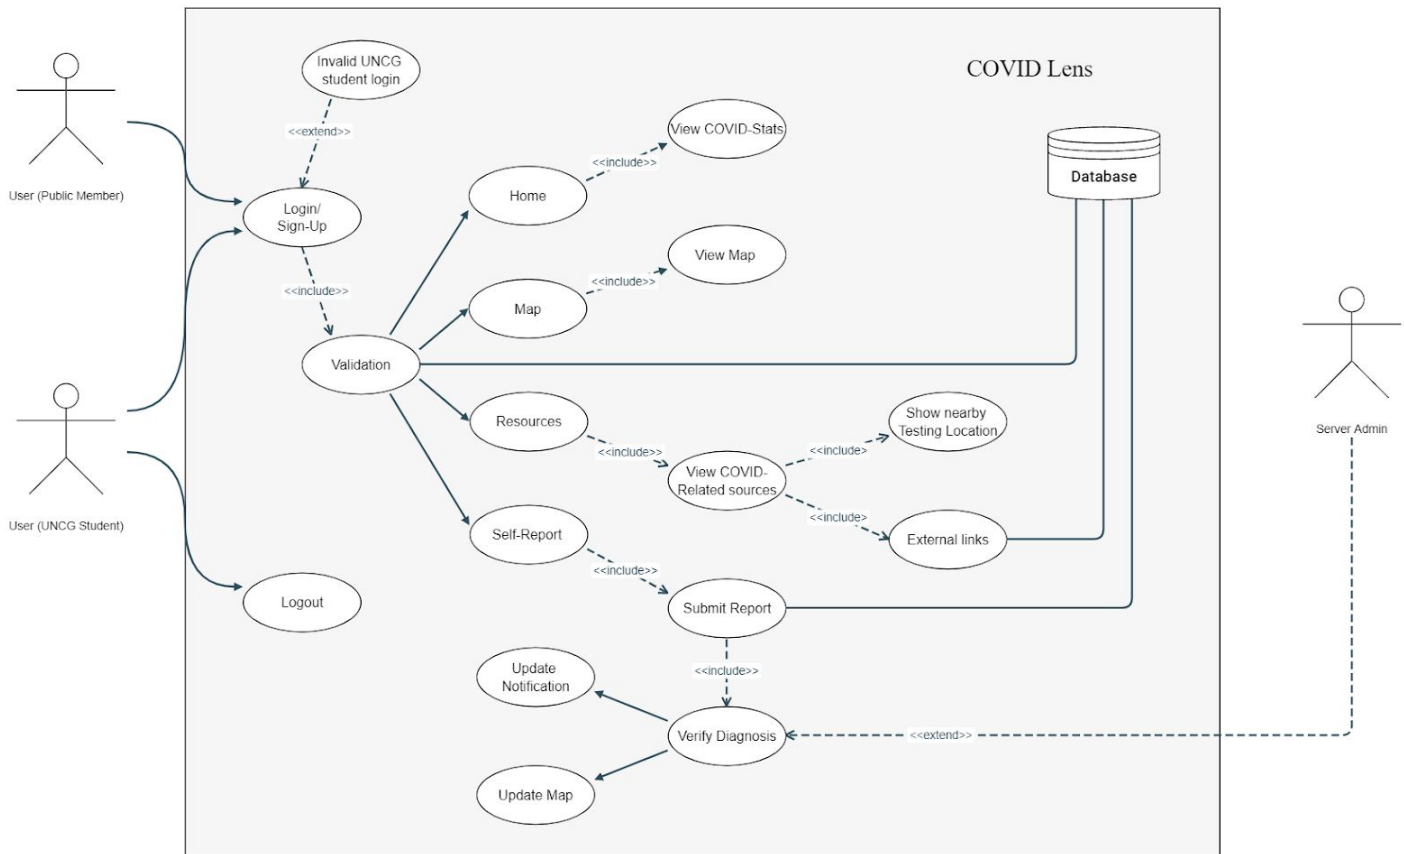 COVID Lens
Invalid UNCG
student login
<<extend>>
User (Public Member)
Login/
Sign-Up
<<include>>
Validation
Home
<<include>>
View COVID-Stats
Map
<<include>>
View Map
Database
Resources
<<include>>
View COVID-
Related sources
<<include>
Show nearby
Testing Location
<<include>
External links
Server Admin
User (UNCG Student)
Self-Report
<<include>>
Submit Report
Logout
<<include>>
Update
Notification
Verify Diagnosis
<<extend>>
Update Map